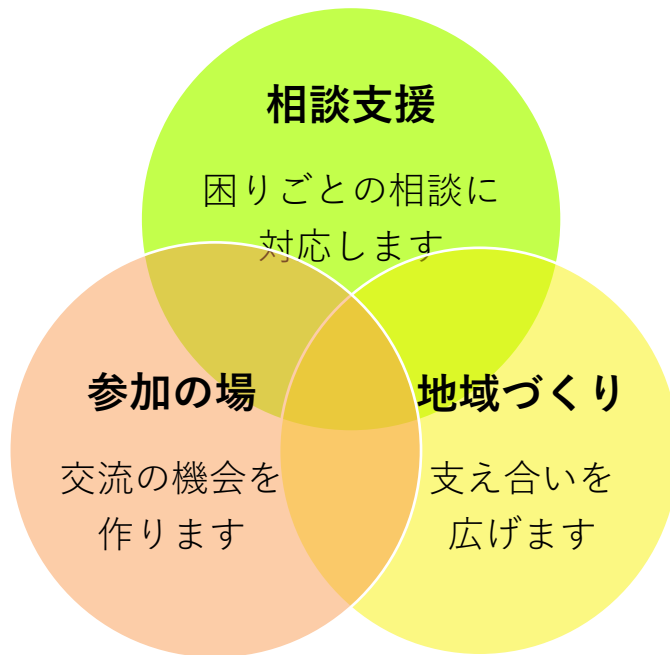 相談支援
困りごとの相談に
対応します
参加の場
交流の機会を
作ります
地域づくり
支え合いを
広げます